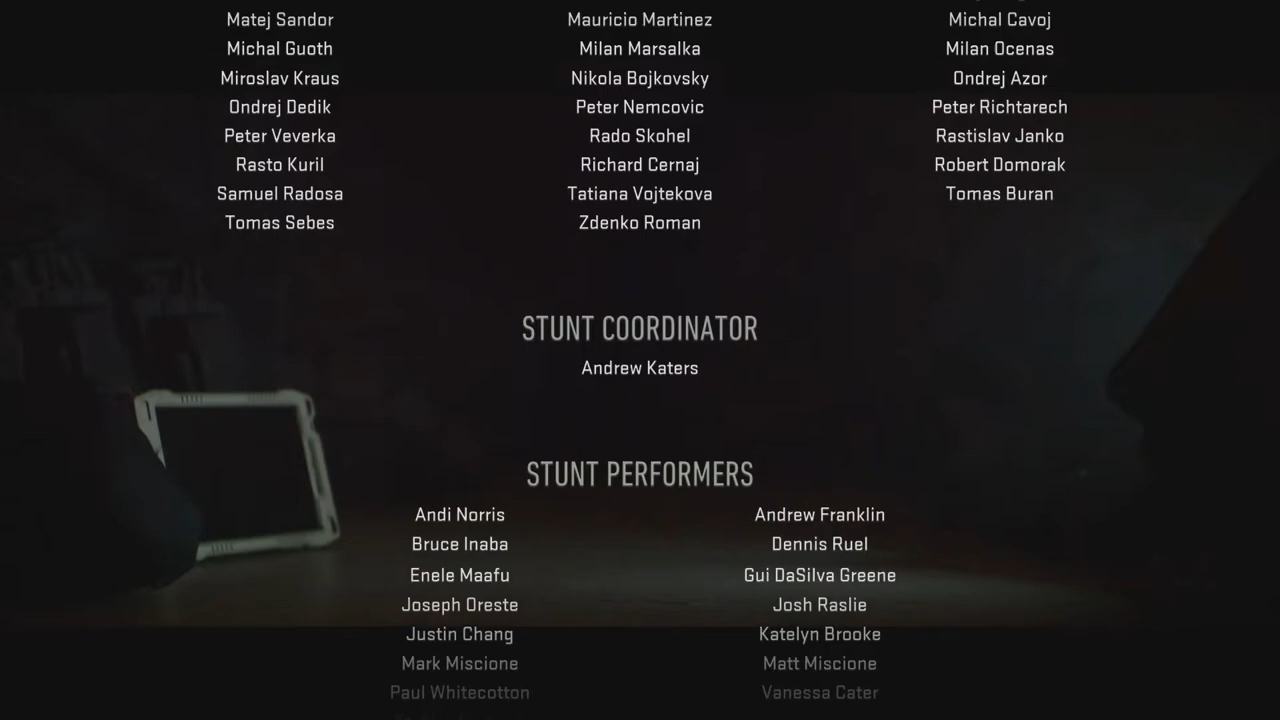 Matej Sandor Mauricio Martinez Michal Cavoj
Michal Guoth Milan Marsalka Milan Ocenas
Miroslav Kraus Nikola Bojkovsky Ondrej Azor
Ondrej Dedik Peter Nemcovic Peter Richtarech
Peter Veverka Rado Skohel Rastislav Janko
Rasto Kuril Richard Cernaj Robert Domorak
Samuel Radosa Tatiana Vojtekova Tomas Buran
Tomas Sebes Zdenko Roman
STUNT COORDINATOR
Andrew Katers
STUNT PERFORMERS
Andi Norris Andrew Franklin
Bruce Inaba Dennis Ruel
Enele Maafu Gui DaSilva Greene
Joseph Oreste Josh Raslie
Justin Chang Katelyn Brooke
Mark Miscione Matt Miscione
Paul Whitecotton Vanessa Cater